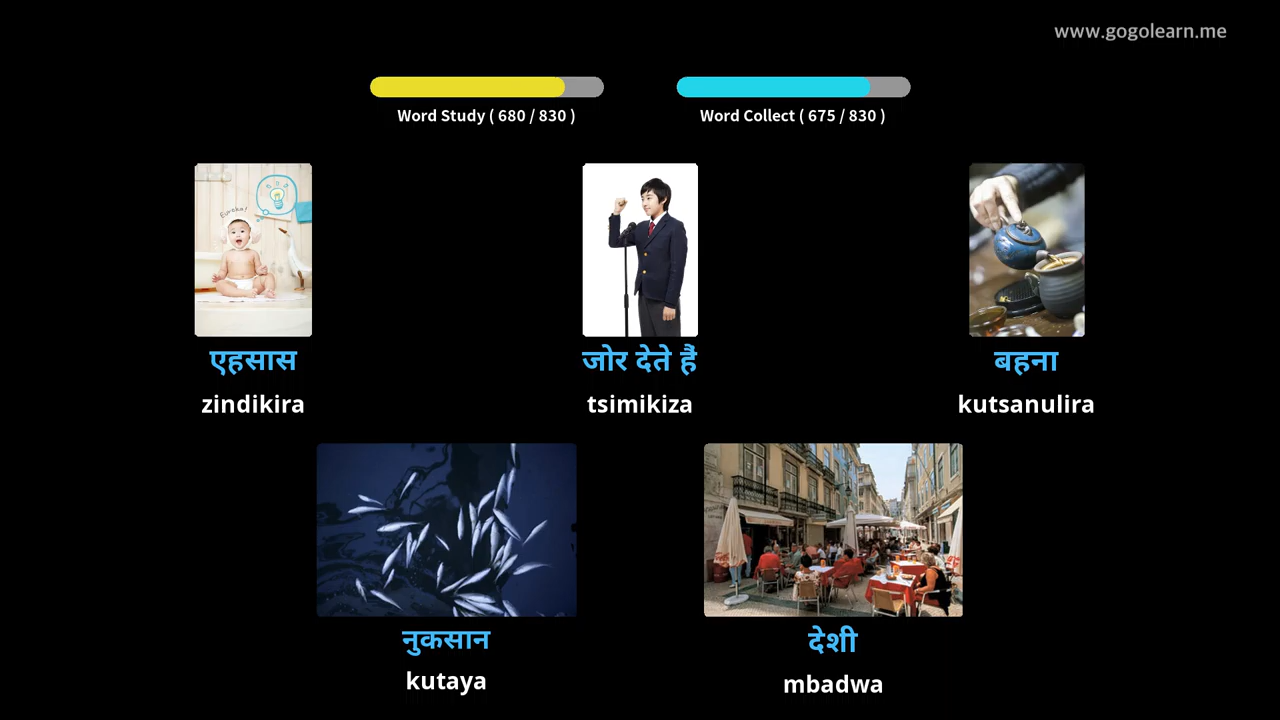 www.gogolearn.me
Word Study ( 680 / 830 )
Word Collect ( 675 / 830 )
Eureka!
एहसास
zindikira
जोर देते हैं
tsimikiza
बहना
kutsanulira
नुकसान
kutaya
देशी
mbadwa